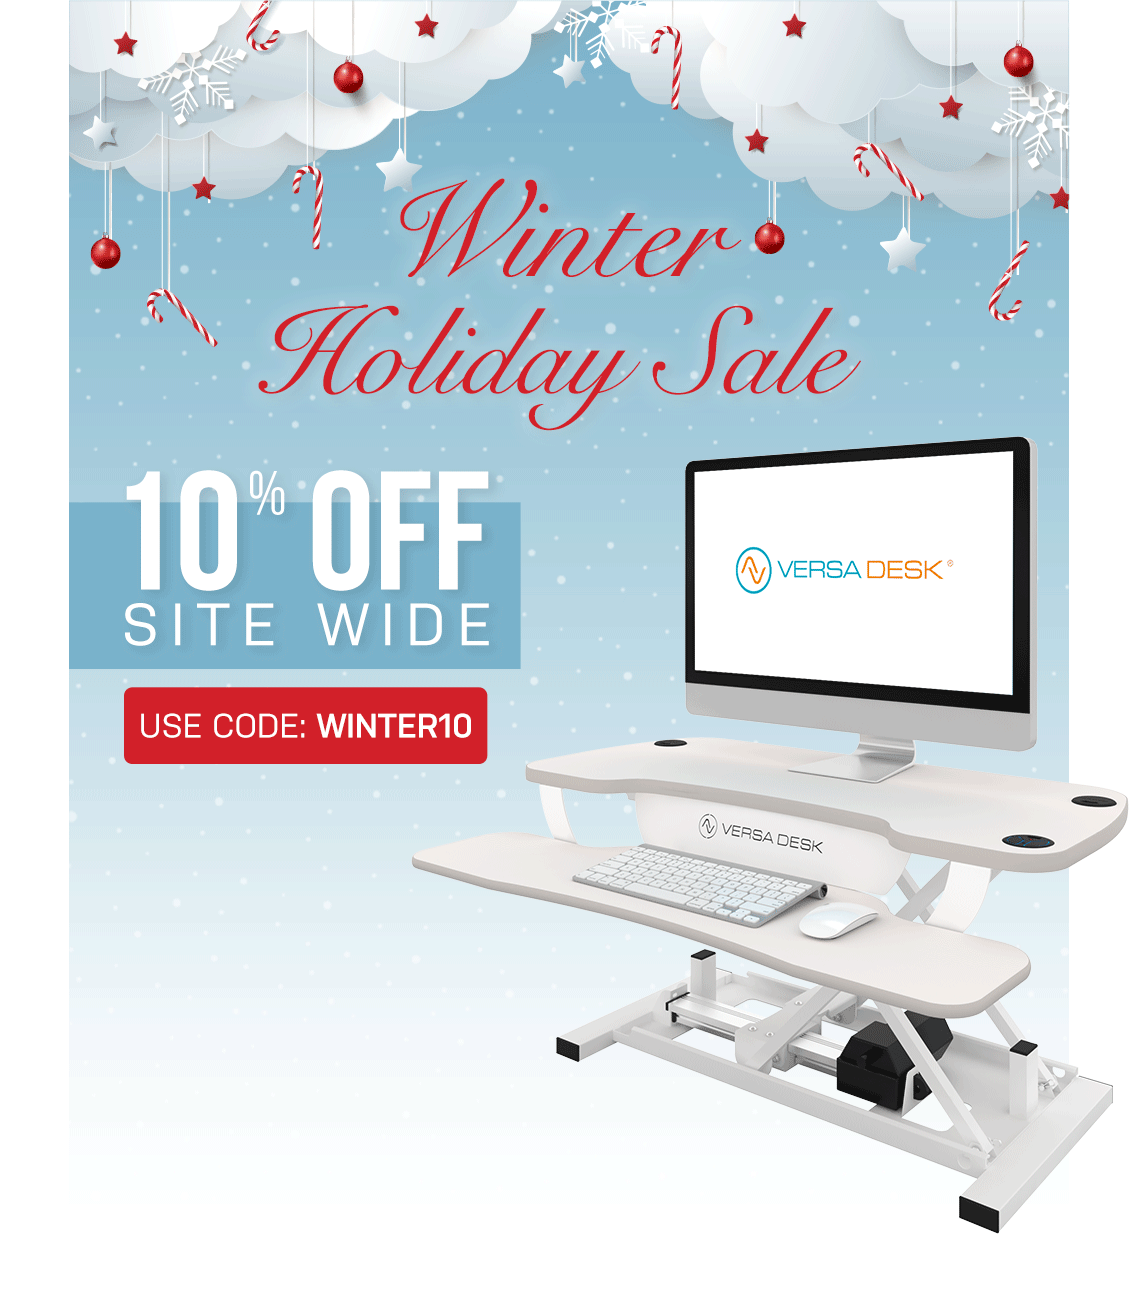 Winter
Holiday Sale
10% OFF
SITE WIDE
USE CODE: WINTER10
VERSA DESK®
VERSA DESK